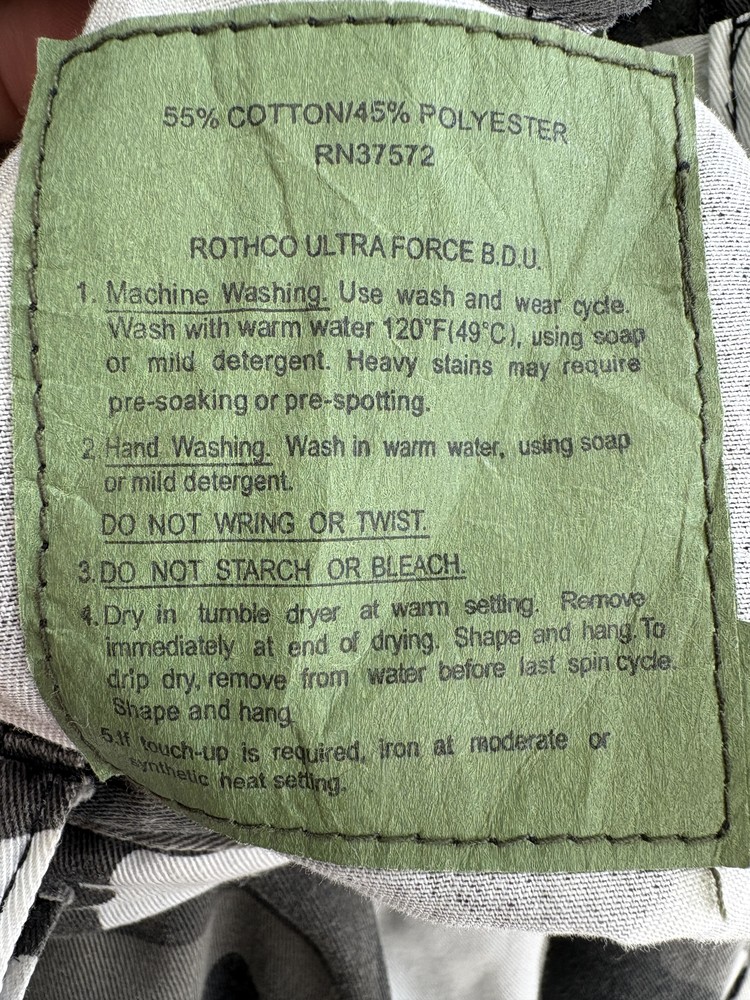 55% COTTON/45% POLYESTER
RN37572
ROTHCO ULTRA FORCE B.D.U.
1. Machine Washing. Use wash and wear cycle.
Wash with warm water 120°F(49°C), using soap
or mild detergent. Heavy stains may require
pre-soaking or pre-spotting.
2. Hand Washing. Wash in warm water, using soap
or mild detergent.
DO NOT WRING OR TWIST.
3. DO NOT STARCH OR BLEACH.
4. Dry in tumble dryer at warm setting. Remove
immediately at end of drying. Shape and hang. To
drip dry, remove from water before last spin cycle.
Shape and hang
5. If touch-up is required, iron at moderate or
synthetic heat setting.